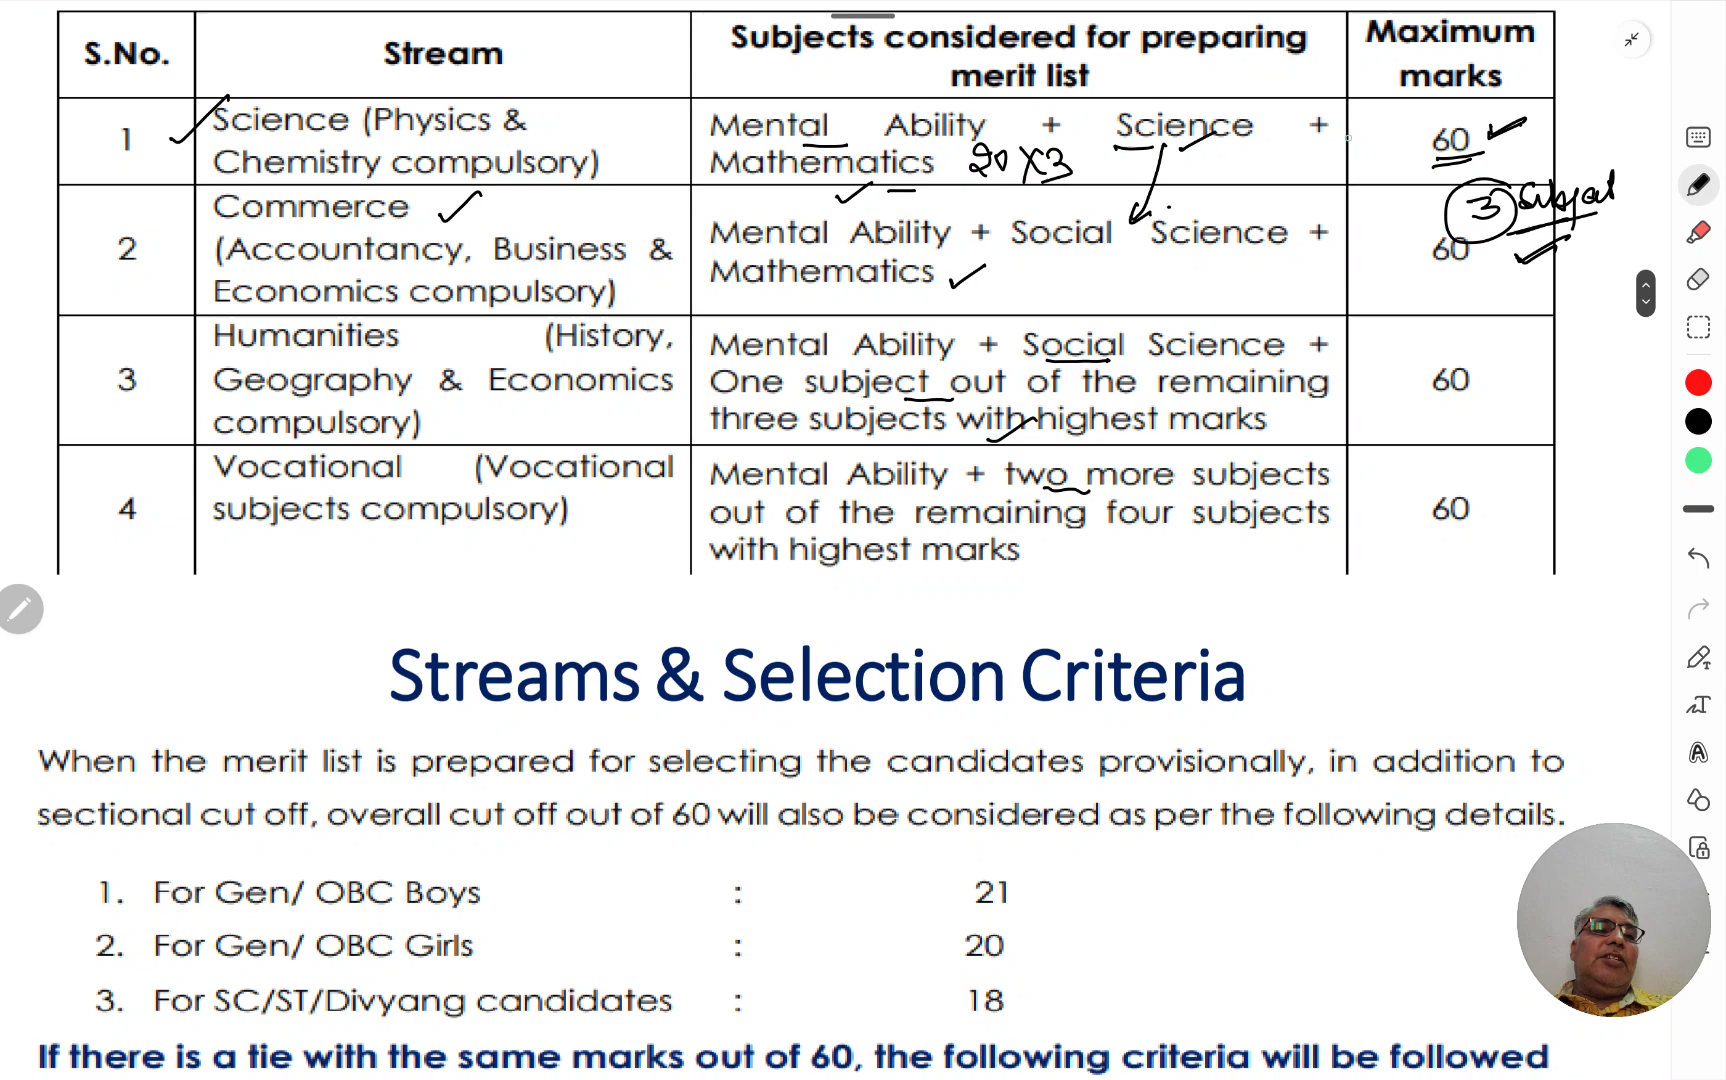 S.No.
Stream
Subjects considered for preparing
merit list
Maximum
marks
1
Science (Physics &
Chemistry compulsory)
Mental Ability + Science +
Mathematics 20 X3
60
2
Commerce
(Accountancy, Business &
Economics compulsory)
Mental Ability + Social Science +
Mathematics
3 Subject
60
3
Humanities (History,
Geography & Economics
compulsory)
Mental Ability + Social Science +
One subject out of the remaining
three subjects with highest marks
60
4
Vocational (Vocational
subjects compulsory)
Mental Ability + two more subjects
out of the remaining four subjects
with highest marks
60
Streams & Selection Criteria
When the merit list is prepared for selecting the candidates provisionally, in addition to
sectional cut off, overall cut off out of 60 will also be considered as per the following details.
1. For Gen/ OBC Boys : 21
2. For Gen/ OBC Girls : 20
3. For SC/ST/Divyang candidates : 18
If there is a tie with the same marks out of 60, the following criteria will be followed